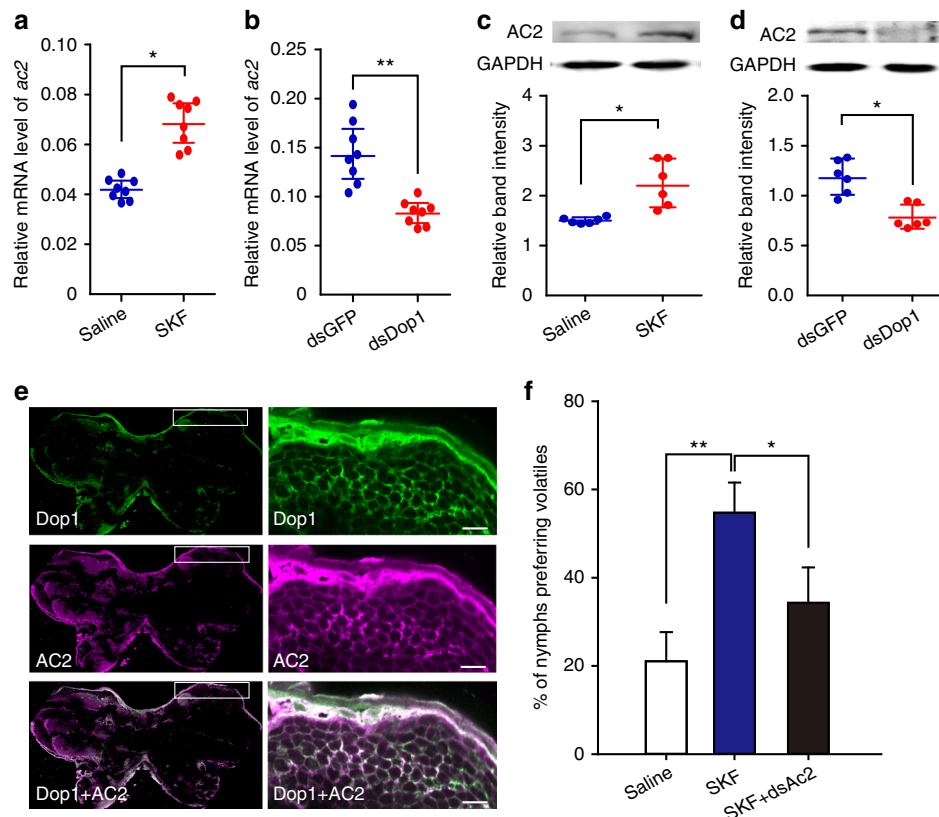 a
Relative mRNA level of ac2
0.10
0.08
0.06
0.04
0.02
0
*
Saline
SKF
b
Relative mRNA level of ac2
0.25
0.20
0.15
0.10
0.05
0
**
dsGFP
dsDop1
c
AC2
GAPDH
Relative band intensity
4
3
2
1
0
*
Saline
SKF
d
AC2
GAPDH
Relative band intensity
2.0
1.5
1.0
0.5
0.0
*
dsGFP
dsDop1
e
Dop1
Dop1
AC2
AC2
Dop1+AC2
Dop1+AC2
f
% of nymphs preferring volatiles
80
60
40
20
0
**
*
Saline
SKF
SKF+dsAc2